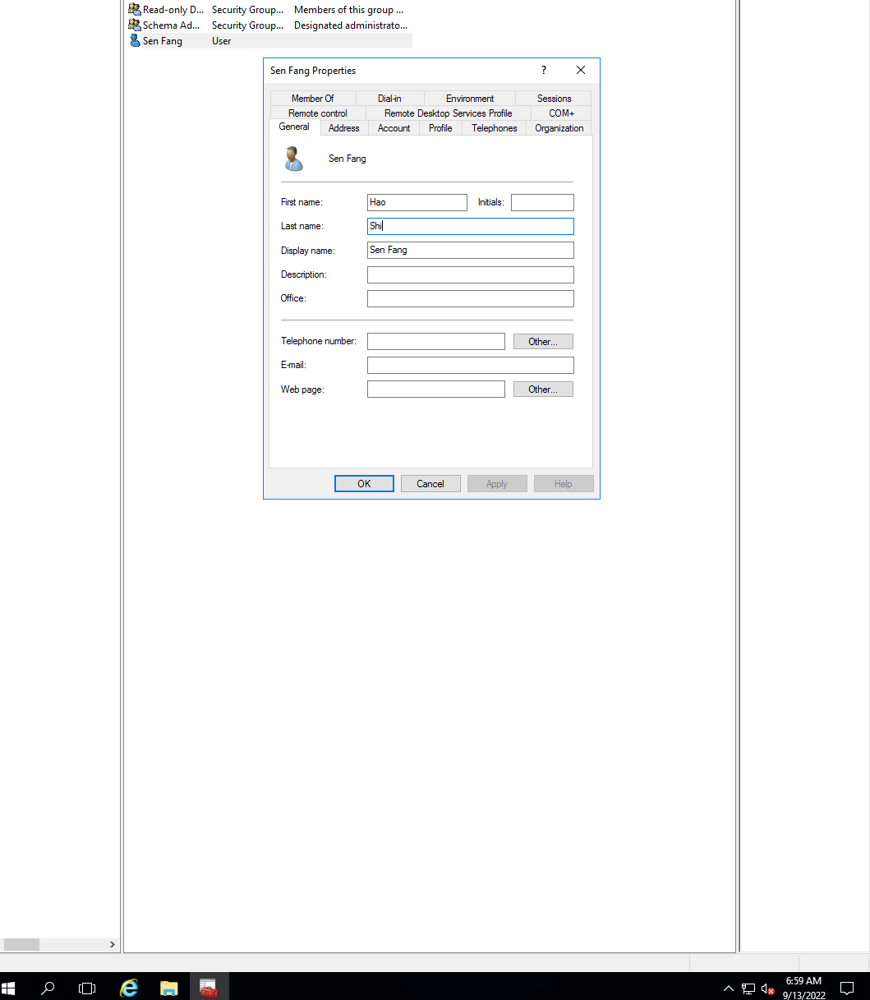 Read-only D... Security Group... Members of this group ...
Schema Ad... Security Group... Designated administrato...
Sen Fang User
Sen Fang Properties ?
Member Of Dial-in Environment Sessions
Remote control Remote Desktop Services Profile COM+
General Address Account Profile Telephones Organization
Sen Fang
First name: Hao Initials:
Last name: Shi
Display name: Sen Fang
Description:
Office:
Telephone number: Other...
E-mail:
Web page: Other...
OK Cancel Apply Help
6:59 AM
9/13/2022